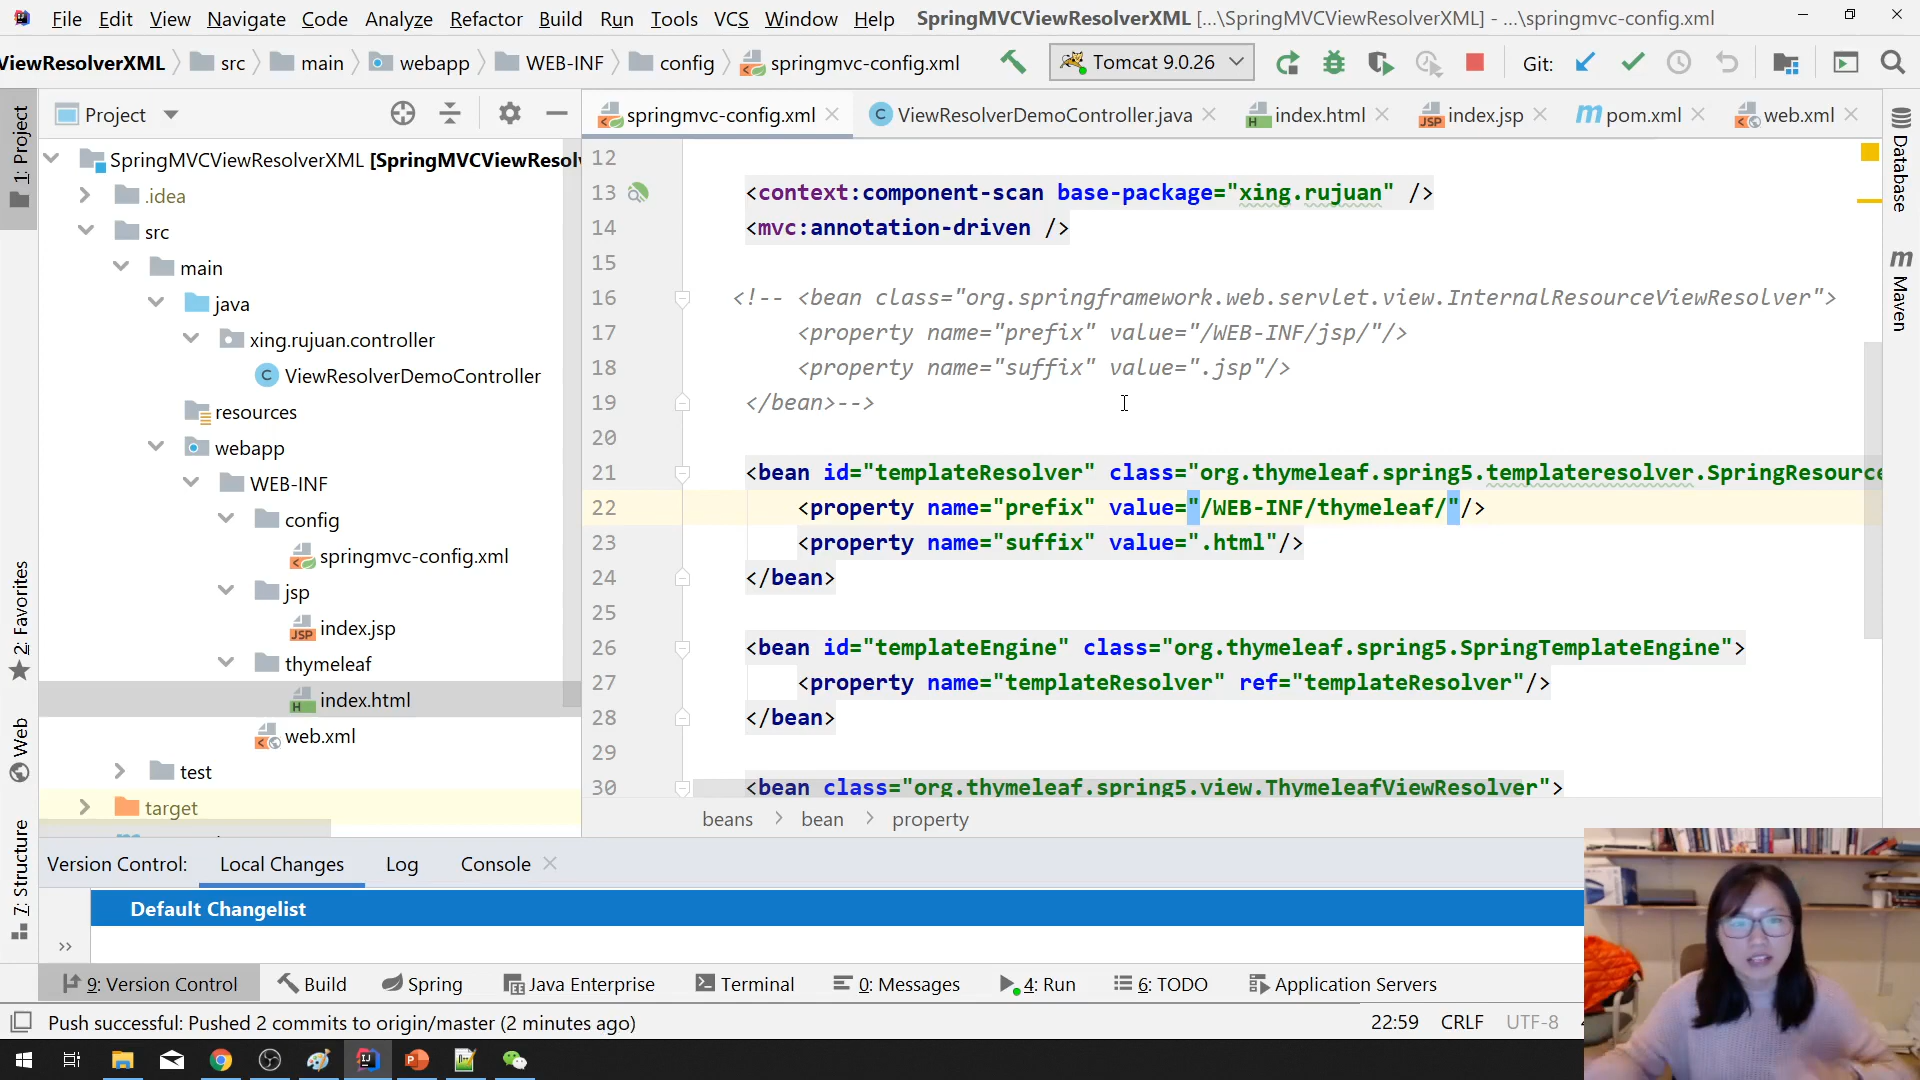 File Edit View Navigate Code Analyze Refactor Build Run Tools VCS Window Help SpringMVCViewResolverXML [...\SpringMVCViewResolverXML] - ...\springmvc-config.xml
ViewResolverXML src main webapp WEB-INF config springmvc-config.xml Tomcat 9.0.26 Git:
Project springmvc-config.xml ViewResolverDemoController.java index.html index.jsp pom.xml web.xml
1: Project
2: Favorites
Web
7: Structure
Database
Maven
SpringMVCViewResolverXML [SpringMVCViewResolv
.idea
src
main
java
xing.rujuan.controller
ViewResolverDemoController
resources
webapp
WEB-INF
config
springmvc-config.xml
jsp
index.jsp
thymeleaf
index.html
web.xml
test
target
12
13 <context:component-scan base-package="xing.rujuan" />
14 <mvc:annotation-driven />
15
16 <!-- <bean class="org.springframework.web.servlet.view.InternalResourceViewResolver">
17 <property name="prefix" value="/WEB-INF/jsp/"/>
18 <property name="suffix" value=".jsp"/>
19 </bean>-->
20
21 <bean id="templateResolver" class="org.thymeleaf.spring5.templateresolver.SpringResource
22 <property name="prefix" value="/WEB-INF/thymeleaf/"/>
23 <property name="suffix" value=".html"/>
24 </bean>
25
26 <bean id="templateEngine" class="org.thymeleaf.spring5.SpringTemplateEngine">
27 <property name="templateResolver" ref="templateResolver"/>
28 </bean>
29
30 <bean class="org.thymeleaf.spring5.view.ThymeleafViewResolver">
beans bean property
Version Control: Local Changes Log Console
Default Changelist
9: Version Control Build Spring Java Enterprise Terminal 0: Messages 4: Run 6: TODO Application Servers
Push successful: Pushed 2 commits to origin/master (2 minutes ago) 22:59 CRLF UTF-8